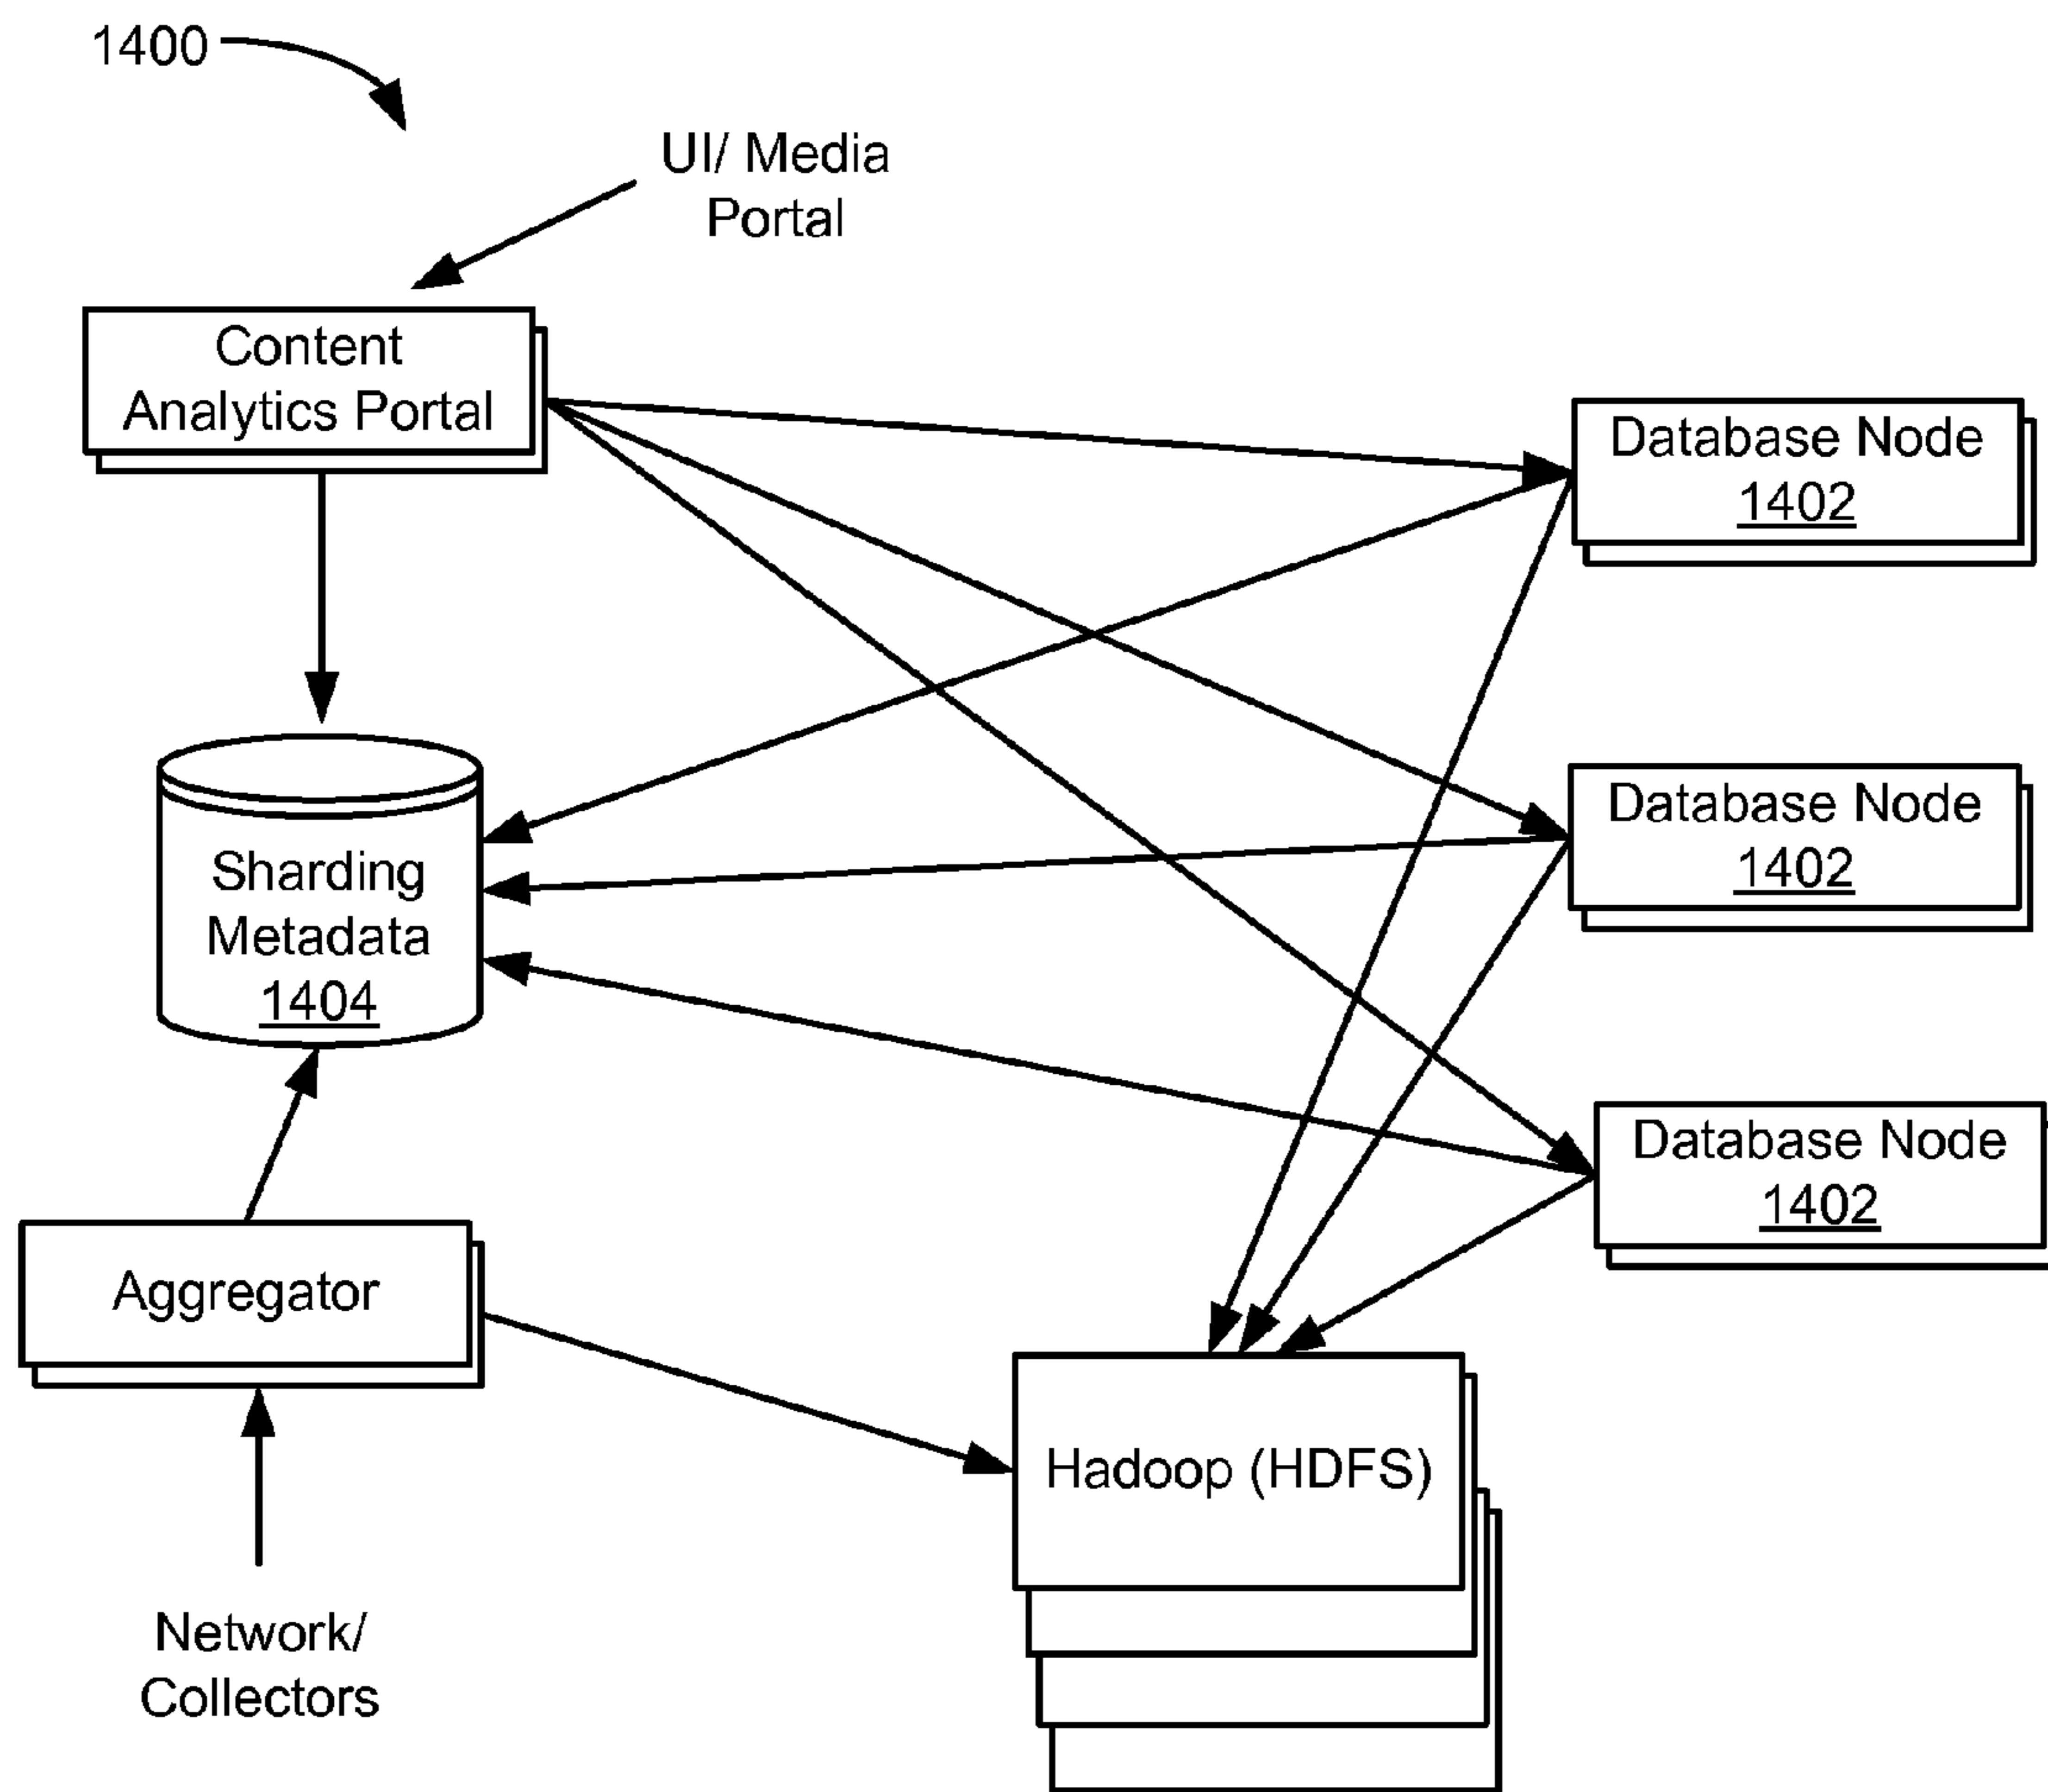 1400
UI/ Media
Portal
Content
Analytics Portal
Database Node
1402
Database Node
1402
Sharding
Metadata
1404
Database Node
1402
Aggregator
Hadoop (HDFS)
Network/
Collectors